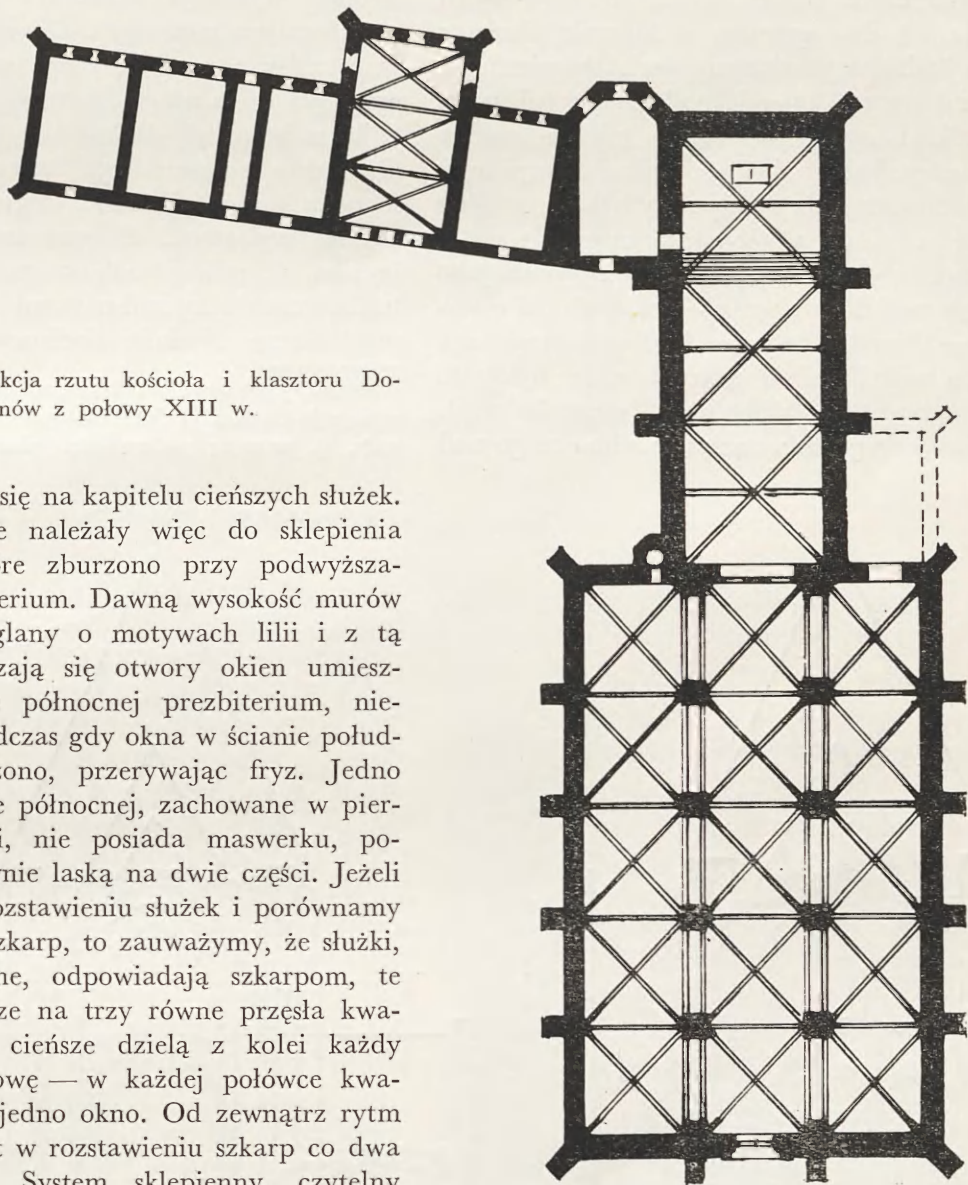 kcja rzutu kościoła i klasztoru Do-
nów z połowy XIII w.
się na kapitelu cieńszych służek.
e należały więc do sklepienia
re zburzono przy podwyższa-
erium. Dawną wysokość murów
glany o motywach lilii i z tą
zają się otwory okien umiesz-
północnej prezbiterium, nie-
dczas gdy okna w ścianie połud-
zono, przerywając fryz. Jedno
e północnej, zachowane w pier-
i, nie posiada maswerku, po-
nie laską na dwie części. Jeżeli
ozstawieniu służek i porównamy
zkarp, to zauważymy, że służki,
ne, odpowiadają szkarpom, te
ze na trzy równe przęsła kwa-
cieńsze dzielą z kolei każdy
owę — w każdej połówce kwa-
jedno okno. Od zewnątrz rytm
t w rozstawieniu szkarp co dwa
System sklepienny, czytelny